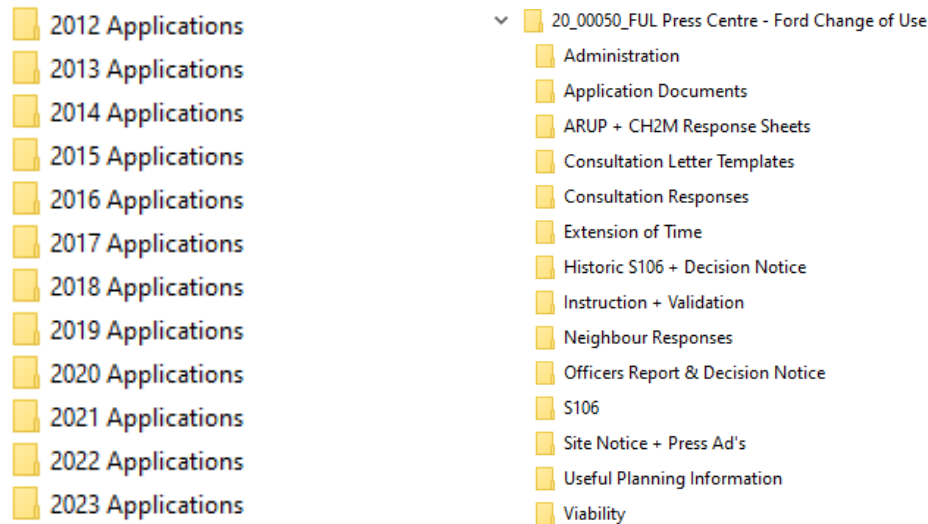 2012 Applications
2013 Applications
2014 Applications
2015 Applications
2016 Applications
2017 Applications
2018 Applications
2019 Applications
2020 Applications
2021 Applications
2022 Applications
2023 Applications
20_00050_FUL Press Centre - Ford Change of Use
Administration
Application Documents
ARUP + CH2M Response Sheets
Consultation Letter Templates
Consultation Responses
Extension of Time
Historic S106 + Decision Notice
Instruction + Validation
Neighbour Responses
Officers Report & Decision Notice
S106
Site Notice + Press Ad's
Useful Planning Information
Viability